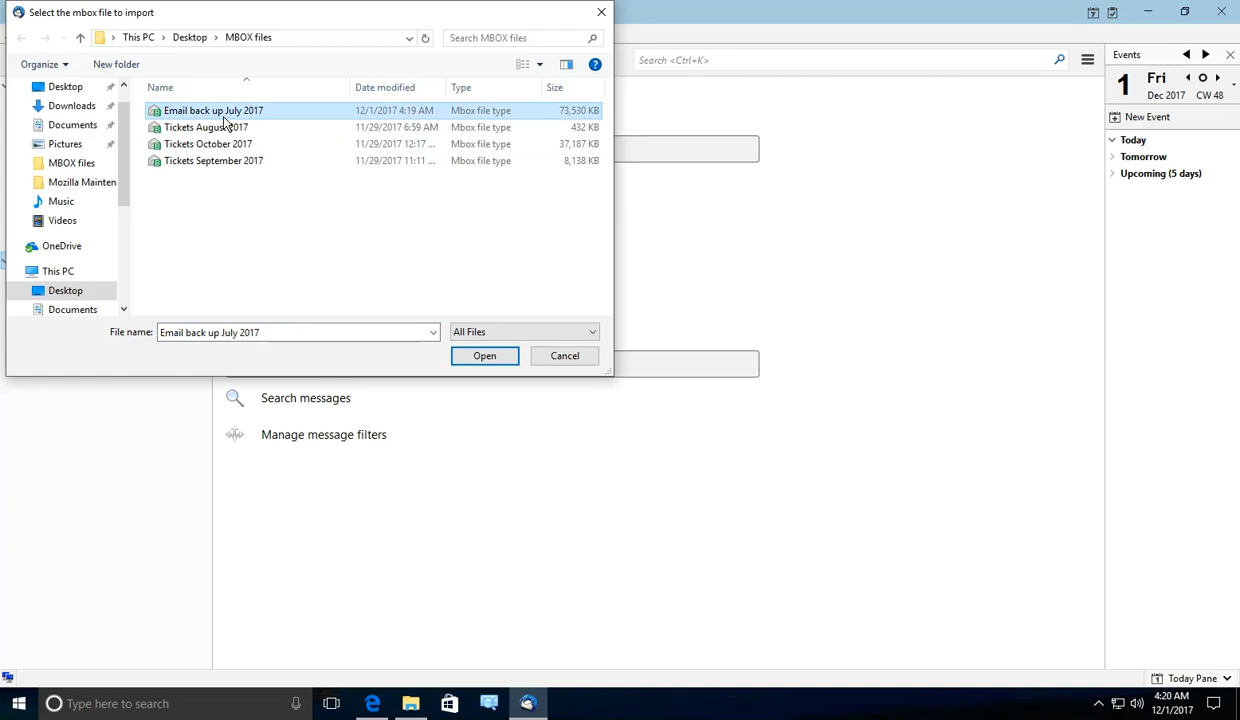 Select the mbox file to import
This PC > Desktop > MBOX files
Search MBOX files
Organize
New folder
Name Date modified Type Size
Email back up July 2017 12/1/2017 4:19 AM Mbox file type 73,530 KB
Tickets August 2017 11/29/2017 6:59 AM Mbox file type 432 KB
Tickets October 2017 11/29/2017 12:17 ... Mbox file type 37,187 KB
Tickets September 2017 11/29/2017 11:11 ... Mbox file type 8,138 KB
Desktop
Downloads
Documents
Pictures
MBOX files
Mozilla Mainten
Music
Videos
OneDrive
This PC
Desktop
Documents
File name: Email back up July 2017
All Files
Open
Cancel
Search <Ctrl+K>
Search messages
Manage message filters
Events
1 Fri
Dec 2017 CW 48
New Event
Today
Tomorrow
Upcoming (5 days)
Today Pane
Type here to search
4:20 AM
12/1/2017